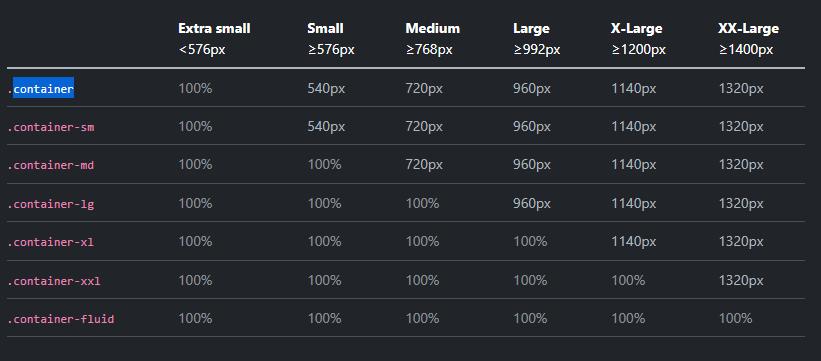 Extra small Small Medium Large X-Large XX-Large
<576px ≥576px ≥768px ≥992px ≥1200px ≥1400px
.container 100% 540px 720px 960px 1140px 1320px
.container-sm 100% 540px 720px 960px 1140px 1320px
.container-md 100% 100% 720px 960px 1140px 1320px
.container-lg 100% 100% 100% 960px 1140px 1320px
.container-xl 100% 100% 100% 100% 1140px 1320px
.container-xxl 100% 100% 100% 100% 100% 1320px
.container-fluid 100% 100% 100% 100% 100% 100%